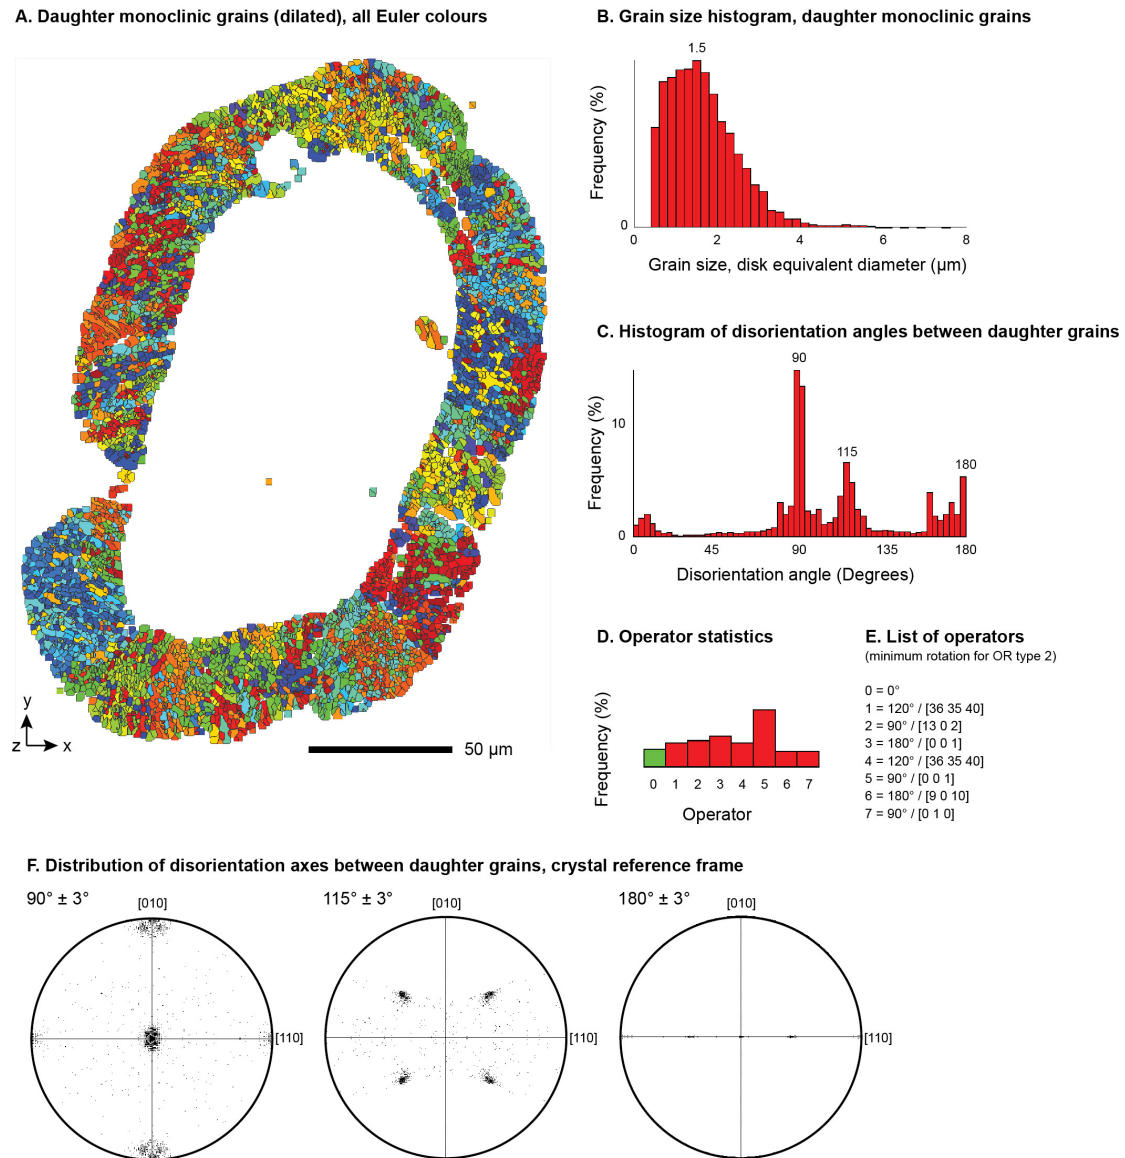 A. Daughter monoclinic grains (dilated), all Euler colours
y
z
x
50 µm
B. Grain size histogram, daughter monoclinic grains
1.5
Frequency (%)
0
0 2 4 6 8
Grain size, disk equivalent diameter (µm)
C. Histogram of disorientation angles between daughter grains
90
115
180
10
Frequency (%)
0
0 45 90 135 180
Disorientation angle (Degrees)
D. Operator statistics
Frequency (%)
0 1 2 3 4 5 6 7
Operator
E. List of operators
(minimum rotation for OR type 2)
0 = 0°
1 = 120° / [36 35 40]
2 = 90° / [13 0 2]
3 = 180° / [0 0 1]
4 = 120° / [36 35 40]
5 = 90° / [0 0 1]
6 = 180° / [9 0 10]
7 = 90° / [0 1 0]
F. Distribution of disorientation axes between daughter grains, crystal reference frame
90° ± 3°
[010]
[110]
115° ± 3°
[010]
[110]
180° ± 3°
[010]
[110]